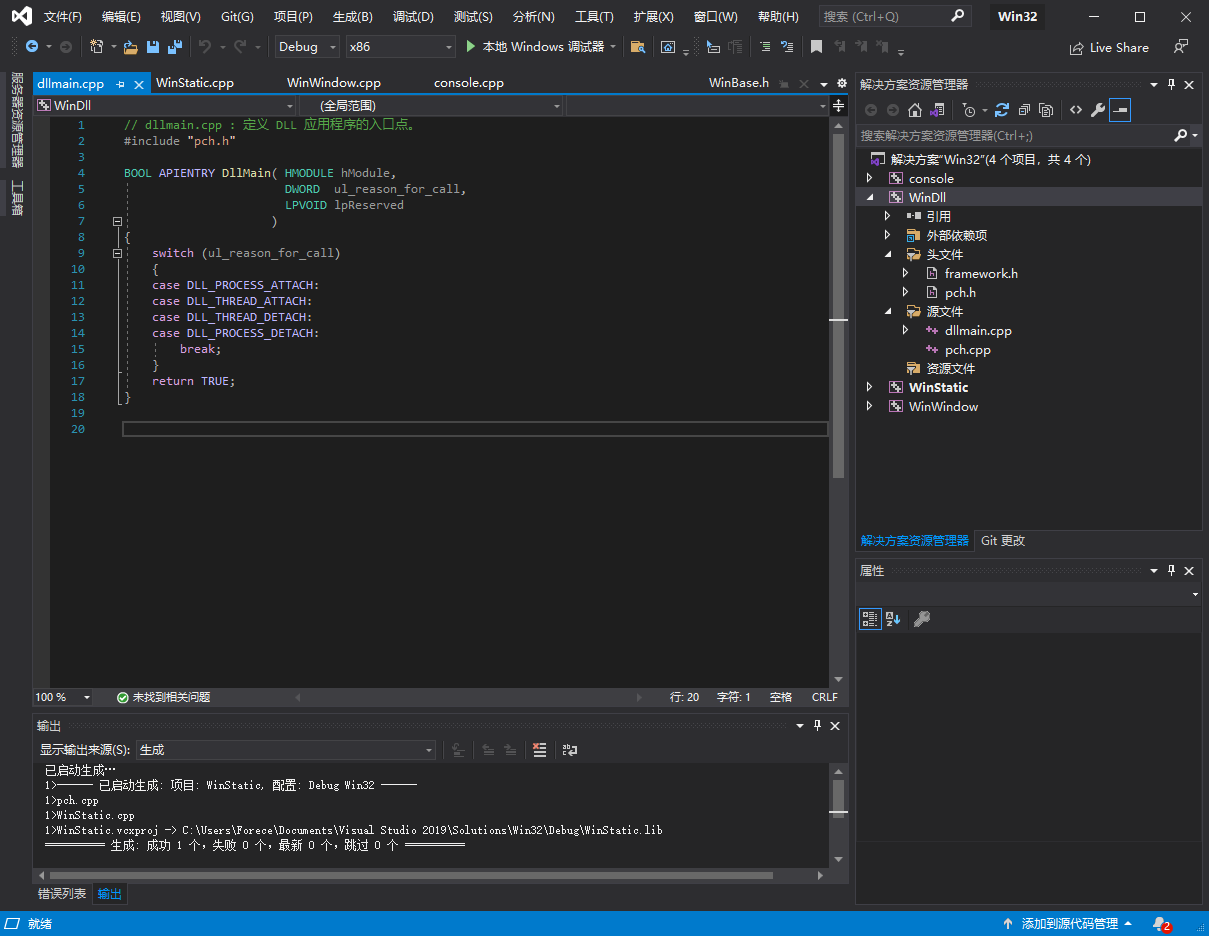 文件(F) 编辑(E) 视图(V) Git(G) 项目(P) 生成(B) 调试(D) 测试(S) 分析(N) 工具(T) 扩展(X) 窗口(W) 帮助(H) 搜索 (Ctrl+Q) Win32
Debug x86 本地 Windows 调试器 Live Share
服务器资源管理器
工具箱
dllmain.cpp WinStatic.cpp WinWindow.cpp console.cpp WinBase.h
WinDll (全局范围)
1 // dllmain.cpp : 定义 DLL 应用程序的入口点。
2 #include "pch.h"
3
4 BOOL APIENTRY DllMain( HMODULE hModule,
5 DWORD ul_reason_for_call,
6 LPVOID lpReserved
7 )
8 {
9 switch (ul_reason_for_call)
10 {
11 case DLL_PROCESS_ATTACH:
12 case DLL_THREAD_ATTACH:
13 case DLL_THREAD_DETACH:
14 case DLL_PROCESS_DETACH:
15 break;
16 }
17 return TRUE;
18 }
19
20
100 % 未找到相关问题 行: 20 字符: 1 空格 CRLF
输出
显示输出来源(S): 生成
已启动生成…
1>------ 已启动生成: 项目: WinStatic, 配置: Debug Win32 ------
1>pch.cpp
1>WinStatic.cpp
1>WinStatic.vcxproj -> C:\Users\Forece\Documents\Visual Studio 2019\Solutions\Win32\Debug\WinStatic.lib
========== 生成: 成功 1 个，失败 0 个，最新 0 个，跳过 0 个 ==========
错误列表 输出
解决方案资源管理器
搜索解决方案资源管理器(Ctrl+;)
解决方案"Win32"(4 个项目，共 4 个)
console
WinDll
引用
外部依赖项
头文件
framework.h
pch.h
源文件
dllmain.cpp
pch.cpp
资源文件
WinStatic
WinWindow
解决方案资源管理器 Git 更改
属性
就绪 添加到源代码管理 2